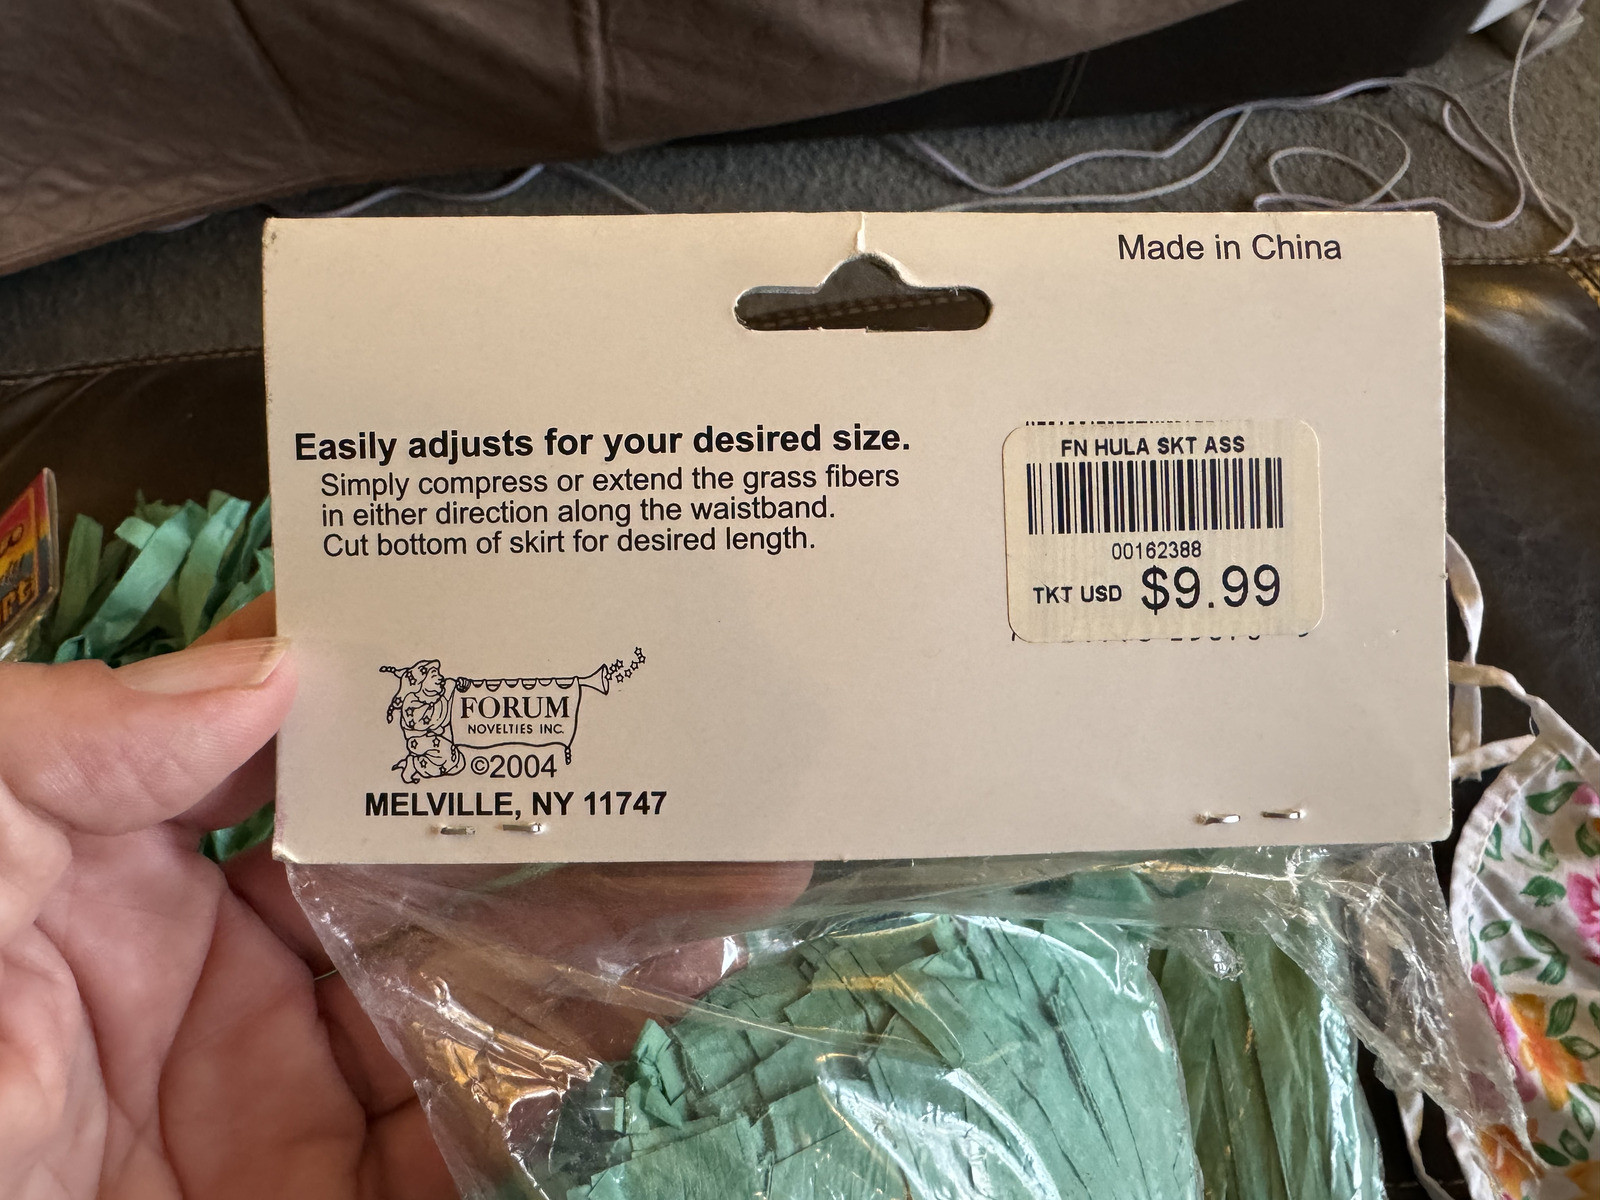 Made in China
Easily adjusts for your desired size.
Simply compress or extend the grass fibers
in either direction along the waistband.
Cut bottom of skirt for desired length.
FN HULA SKT ASS
00162388
TKT USD $9.99
FORUM
NOVELTIES INC.
©2004
MELVILLE, NY 11747